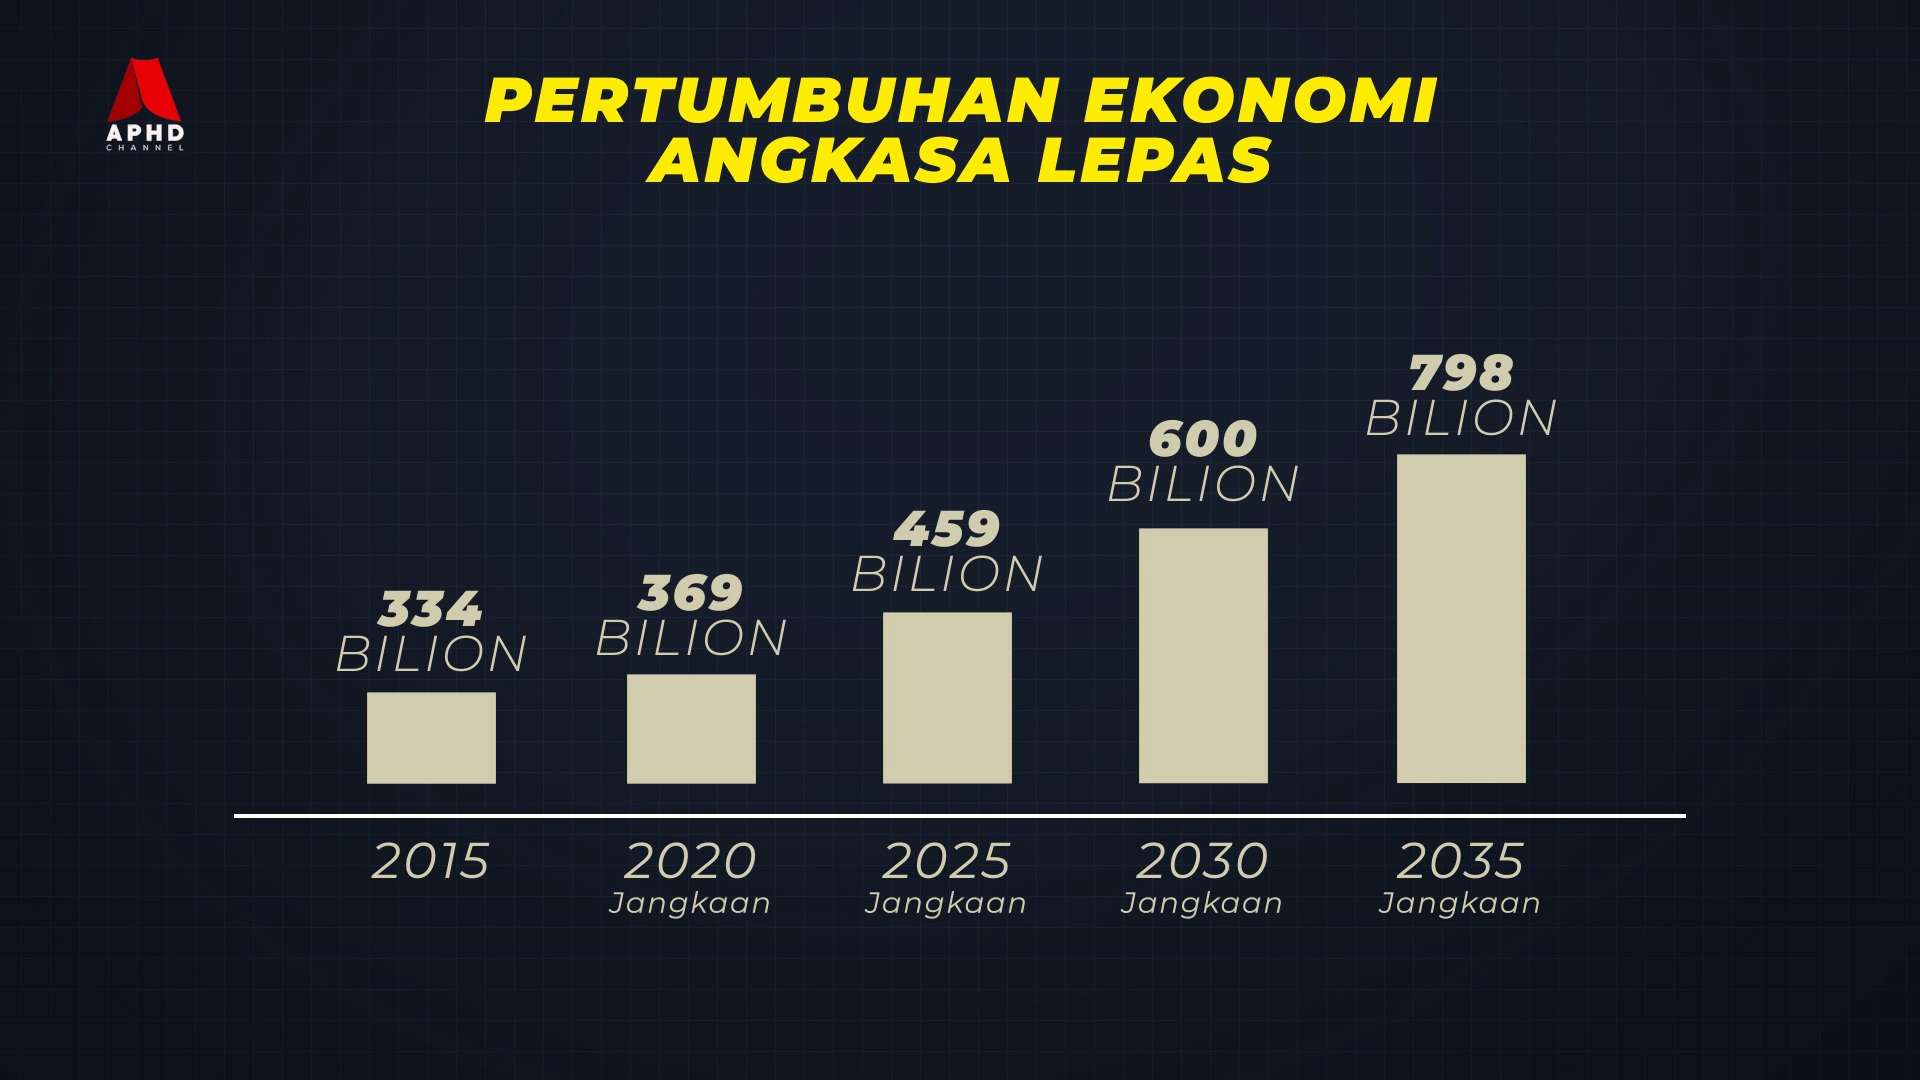 APHD
CHANNEL
PERTUMBUHAN EKONOMI
ANGKASA LEPAS
334
BILION
369
BILION
459
BILION
600
BILION
798
BILION
2015
2020
Jangkaan
2025
Jangkaan
2030
Jangkaan
2035
Jangkaan